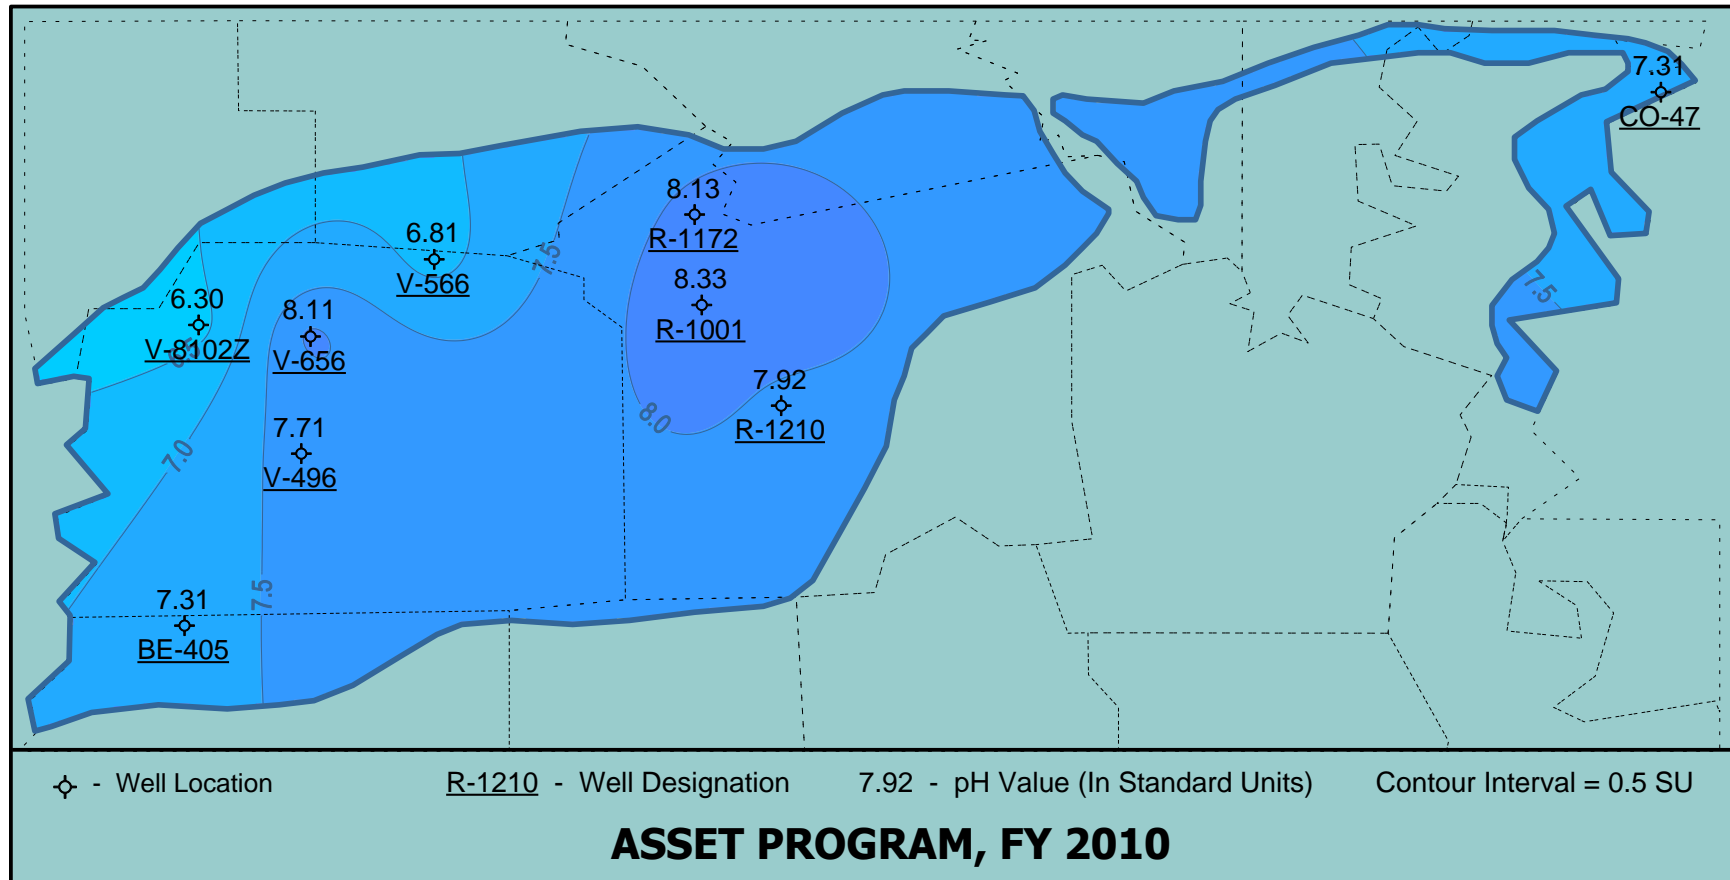 7.31
CO-47
8.13
R-1172
6.81
V-566
7.5
7.5
6.30
V-8102Z
6.5
8.11
V-656
8.33
R-1001
7.92
R-1210
8.0
7.0
7.71
V-496
7.5
7.31
BE-405
- Well Location R-1210 - Well Designation 7.92 - pH Value (In Standard Units) Contour Interval = 0.5 SU
ASSET PROGRAM, FY 2010